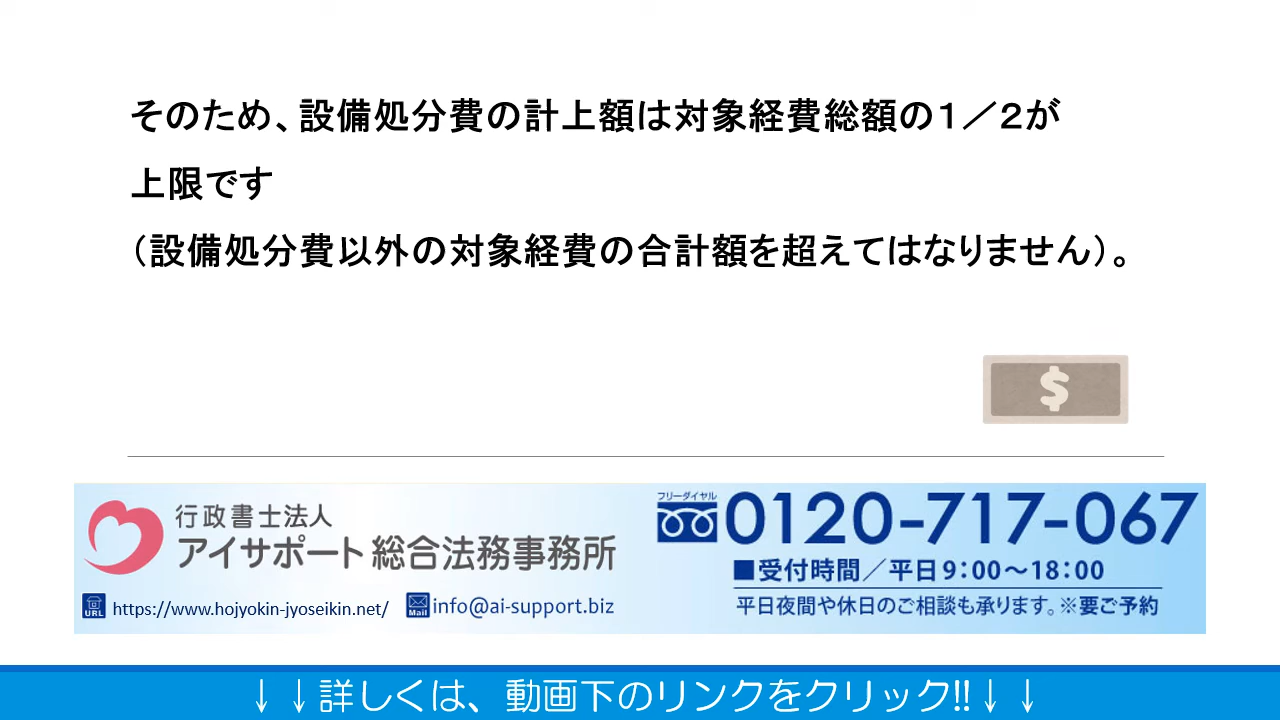 そのため、設備処分費の計上額は対象経費総額の１／２が
上限です
（設備処分費以外の対象経費の合計額を超えてはなりません）。
$
行政書士法人
アイサポート総合法務事務所
URL https://www.hojyokin-jyoseikin.net/ Mail info@ai-support.biz
フリーダイヤル
0120-717-067
■受付時間／平日9：00～18：00
平日夜間や休日のご相談も承ります。※要ご予約
↓↓詳しくは、動画下のリンクをクリック!!↓↓